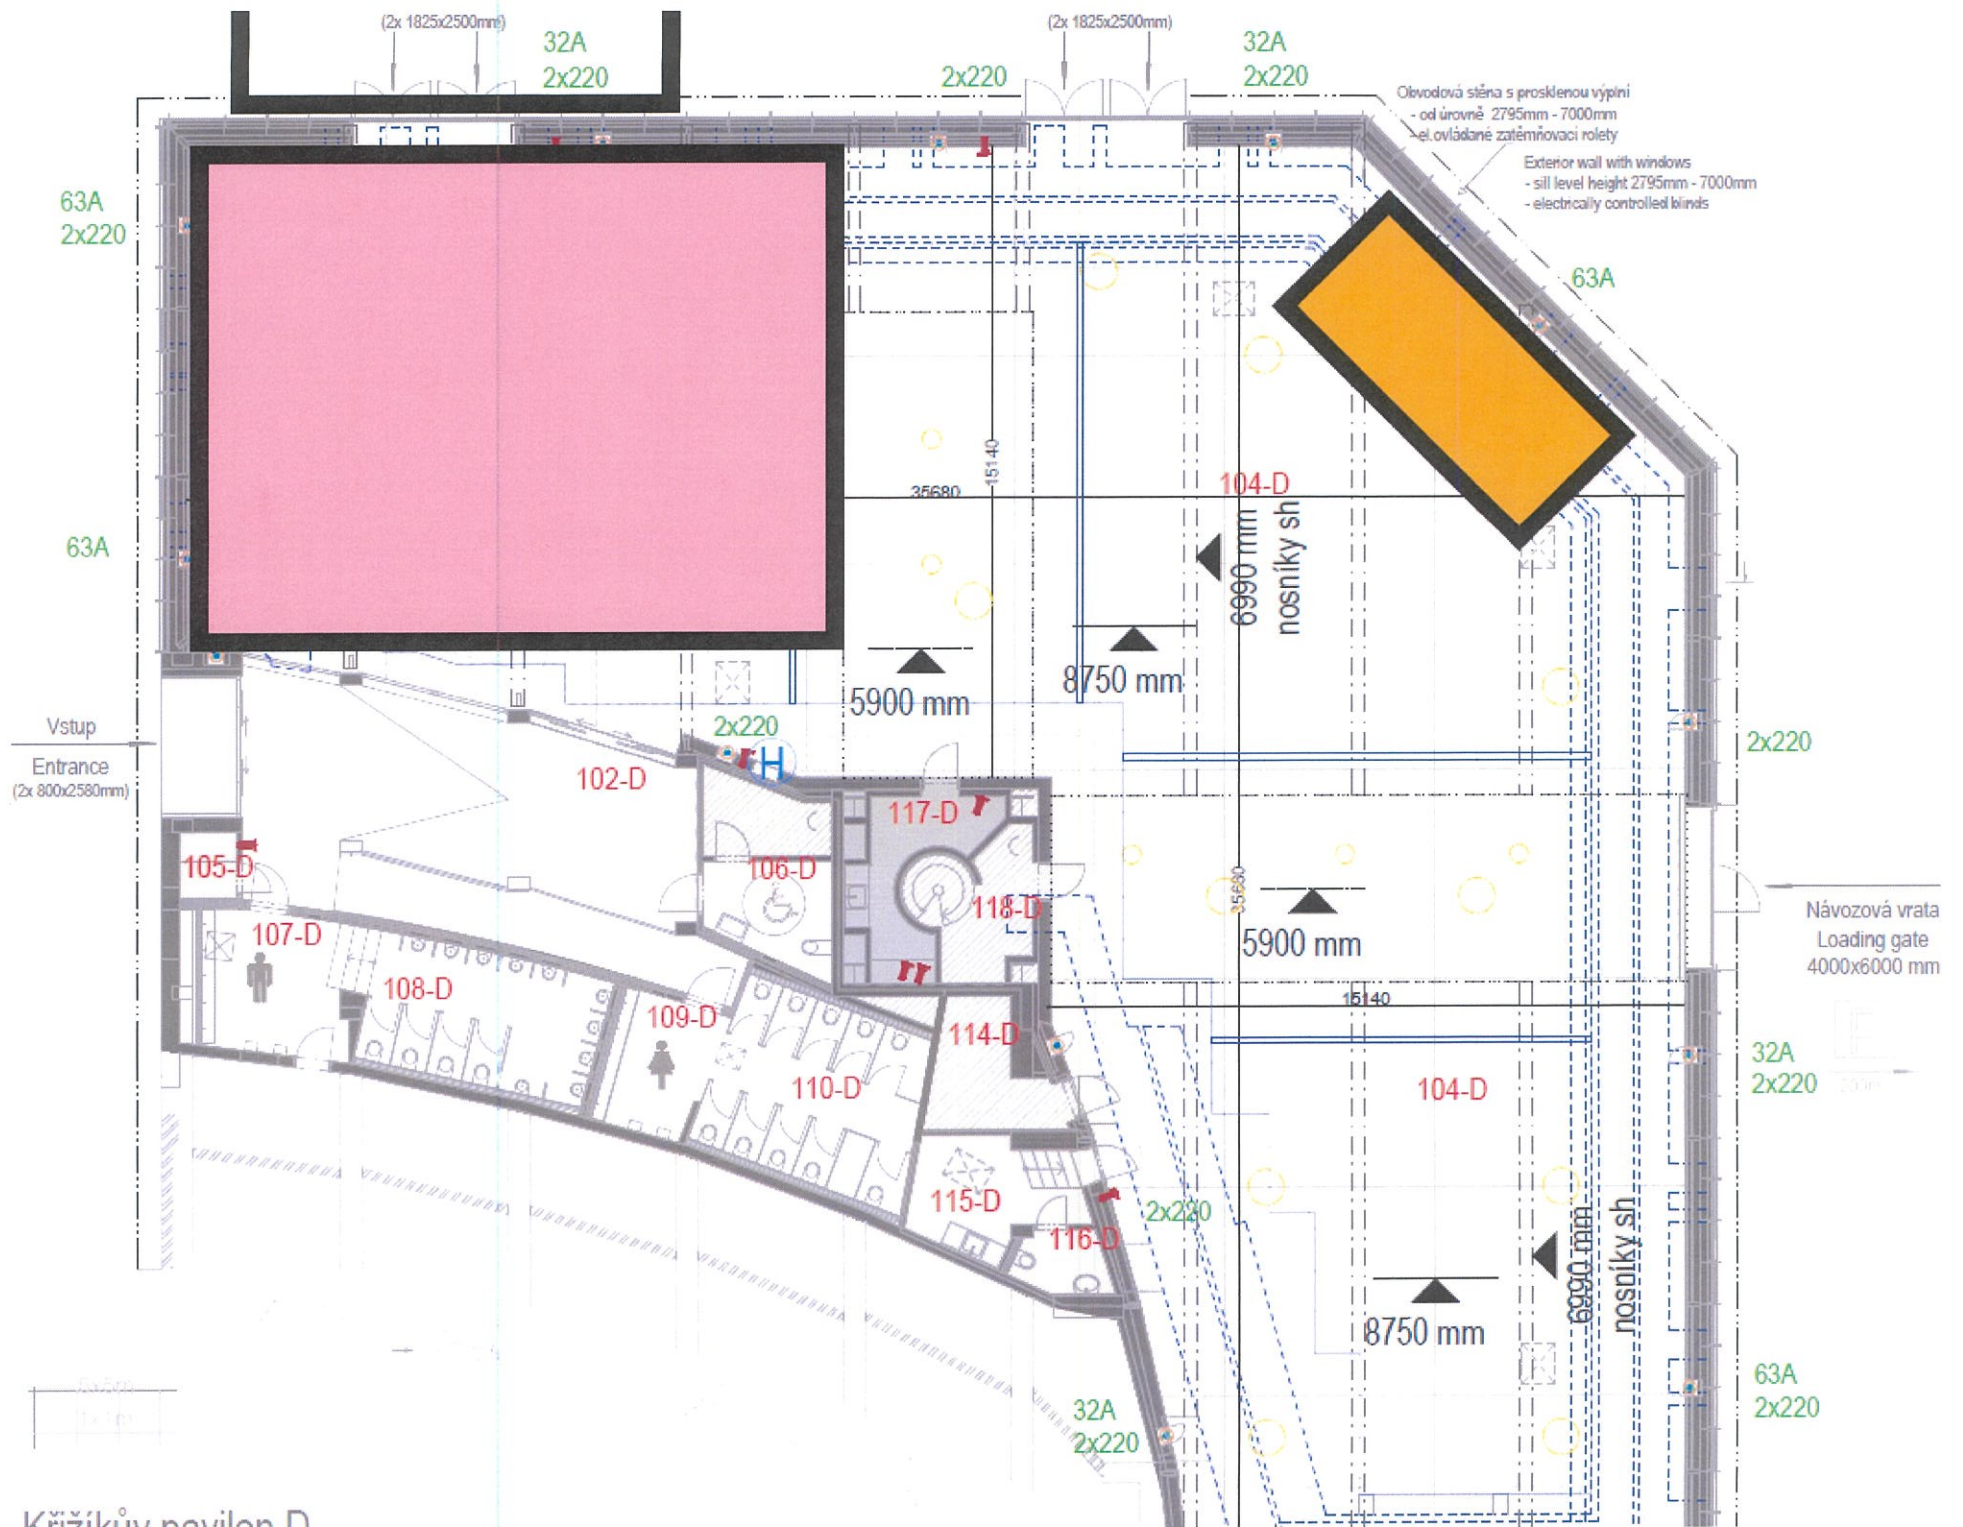 (2x 1825x2500mm)
(2x 1825x2500mm)
32A
2x220
2x220
32A
2x220
Obvodová stěna s prosklenou výplní
- od úrovně 2795mm - 7000mm
- el.ovládané zatěmňovací rolety
Exterior wall with windows
- sill level height 2795mm - 7000mm
- electrically controlled blinds
63A
2x220
63A
15140
35680
104-D
6990 mm
nosníky sh
63A
8750 mm
5900 mm
Vstup
Entrance
(2x 800x2580mm)
2x220
H
102-D
2x220
117-D
105-D
106-D
118-D
35680
5900 mm
Návozová vrata
Loading gate
4000x6000 mm
107-D
108-D
109-D
114-D
15140
110-D
104-D
32A
2x220
115-D
2x220
116-D
6990 mm
nosníky sh
8750 mm
63A
2x220
32A
2x220
5x5m
1x1m
Křižíkův pavilon D